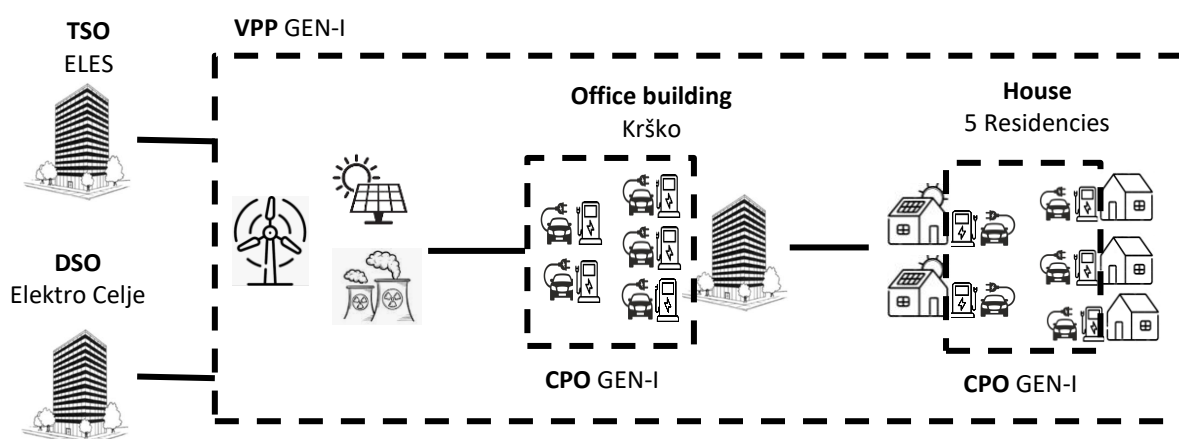 TSO
ELES
VPP GEN-I
Office building
Krško
House
5 Residencies
DSO
Elektro Celje
CPO GEN-I
CPO GEN-I